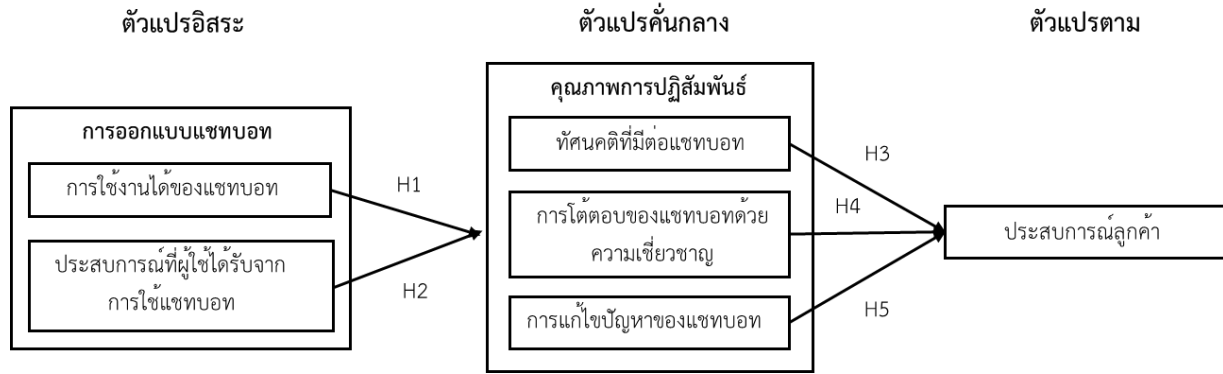 ตัวแปรอิสระ
ตัวแปรคั่นกลาง
ตัวแปรตาม
การออกแบบแชทบอท
การใช้งานได้ของแชทบอท
ประสบการณ์ที่ผู้ใช้ได้รับจาก
การใช้แชทบอท
H1
H2
คุณภาพการปฏิสัมพันธ์
ทัศนคติที่มีต่อแชทบอท
การโต้ตอบของแชทบอทด้วย
ความเชี่ยวชาญ
การแก้ไขปัญหาของแชทบอท
H3
H4
H5
ประสบการณ์ลูกค้า